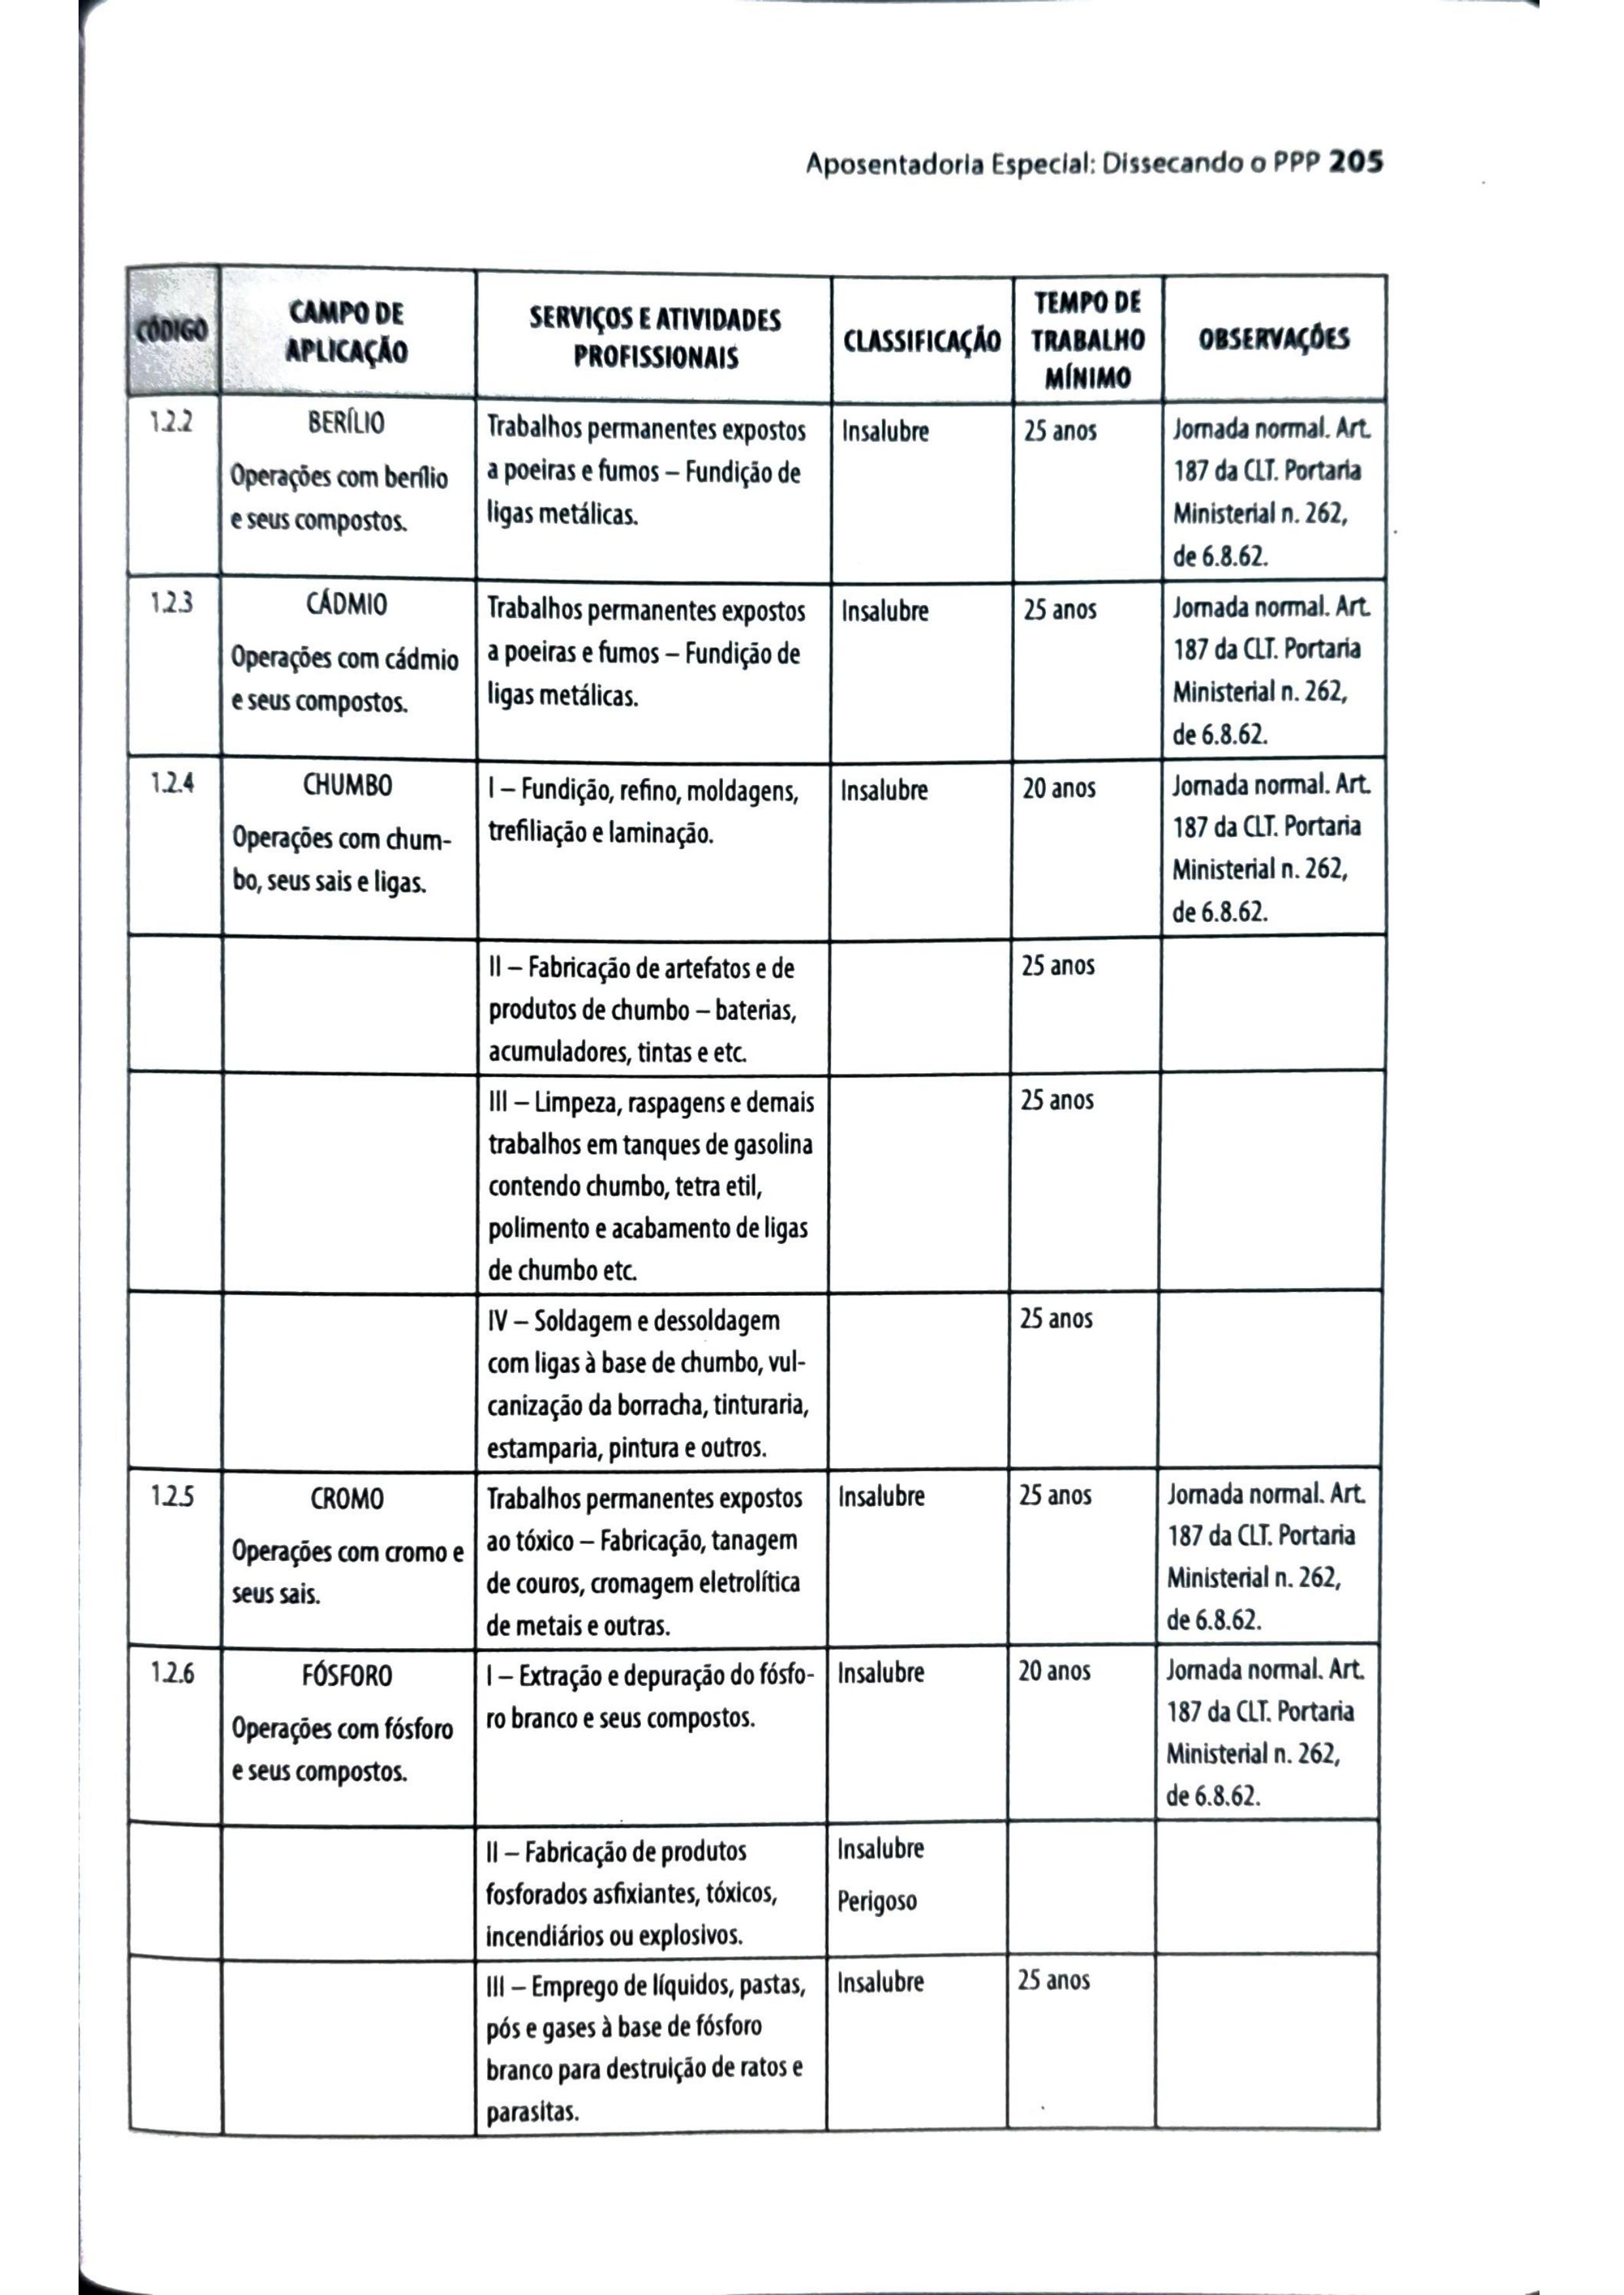 Aposentadoria Especial: Dissecando o PPP 205
CÓDIGO
CAMPO DE
APLICAÇÃO
SERVIÇOS E ATIVIDADES
PROFISSIONAIS
CLASSIFICAÇÃO
TEMPO DE
TRABALHO
MÍNIMO
OBSERVAÇÕES
1.2.2
BERÍLIO
Operações com berílio
e seus compostos.
Trabalhos permanentes expostos
a poeiras e fumos – Fundição de
ligas metálicas.
Insalubre
25 anos
Jornada normal. Art.
187 da CLT. Portaria
Ministerial n. 262,
de 6.8.62.
1.2.3
CÁDMIO
Operações com cádmio
e seus compostos.
Trabalhos permanentes expostos
a poeiras e fumos – Fundição de
ligas metálicas.
Insalubre
25 anos
Jornada normal. Art.
187 da CLT. Portaria
Ministerial n. 262,
de 6.8.62.
1.2.4
CHUMBO
Operações com chum-
bo, seus sais e ligas.
I – Fundição, refino, moldagens,
trefiliação e laminação.
Insalubre
20 anos
Jornada normal. Art.
187 da CLT. Portaria
Ministerial n. 262,
de 6.8.62.
II – Fabricação de artefatos e de
produtos de chumbo – baterias,
acumuladores, tintas e etc.
25 anos
III – Limpeza, raspagens e demais
trabalhos em tanques de gasolina
contendo chumbo, tetra etil,
polimento e acabamento de ligas
de chumbo etc.
25 anos
IV – Soldagem e dessoldagem
com ligas à base de chumbo, vul-
canização da borracha, tinturaria,
estamparia, pintura e outros.
25 anos
1.2.5
CROMO
Operações com cromo e
seus sais.
Trabalhos permanentes expostos
ao tóxico – Fabricação, tanagem
de couros, cromagem eletrolítica
de metais e outras.
Insalubre
25 anos
Jornada normal. Art.
187 da CLT. Portaria
Ministerial n. 262,
de 6.8.62.
1.2.6
FÓSFORO
Operações com fósforo
e seus compostos.
I – Extração e depuração do fósfo-
ro branco e seus compostos.
Insalubre
20 anos
Jornada normal. Art.
187 da CLT. Portaria
Ministerial n. 262,
de 6.8.62.
II – Fabricação de produtos
fosforados asfixiantes, tóxicos,
incendiários ou explosivos.
Insalubre
Perigoso
III – Emprego de líquidos, pastas,
pós e gases à base de fósforo
branco para destruição de ratos e
parasitas.
Insalubre
25 anos